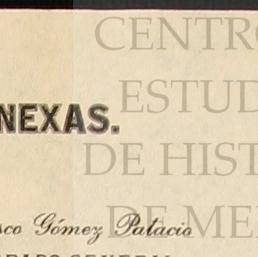 CENTRO
ESTUD
NEXAS.
DE HIST
DE ME
sco Gómez Palacio